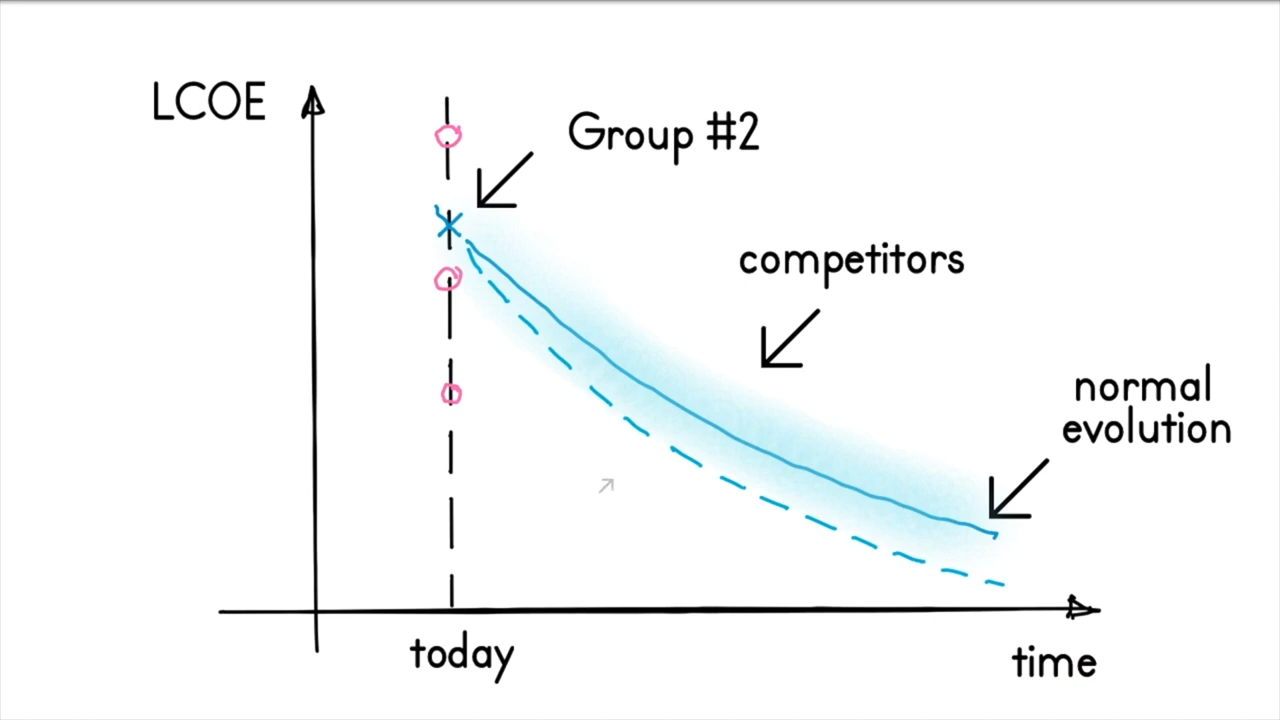 LCOE
Group #2
competitors
normal
evolution
today
time